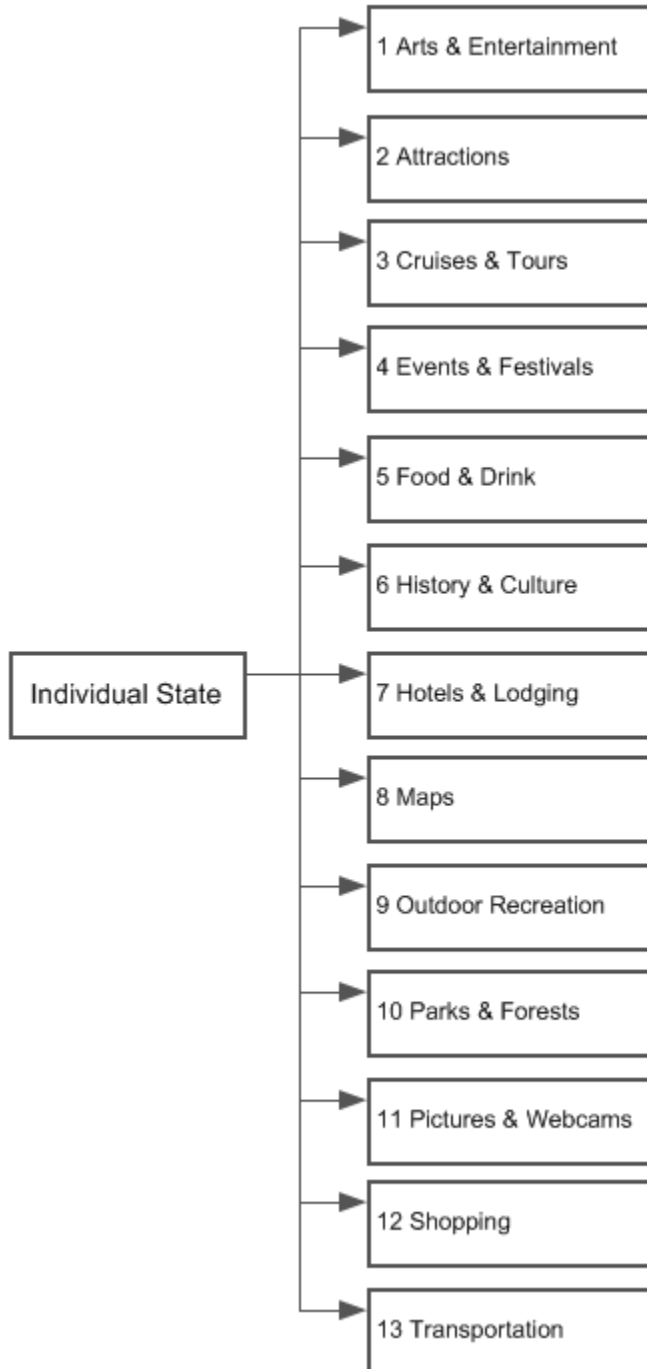 1 Arts & Entertainment
2 Attractions
3 Cruises & Tours
4 Events & Festivals
5 Food & Drink
6 History & Culture
Individual State
7 Hotels & Lodging
8 Maps
9 Outdoor Recreation
10 Parks & Forests
11 Pictures & Webcams
12 Shopping
13 Transportation